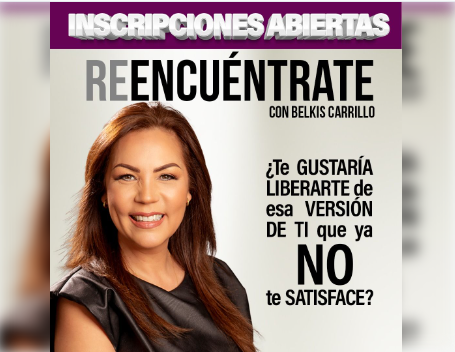 INSCRIPCIONES ABIERTAS
REENCUÉNTRATE
CON BELKIS CARRILLO
¿Te GUSTARÍA
LIBERARTE de
esa VERSIÓN
DE TI que ya
NO
te SATISFACE?